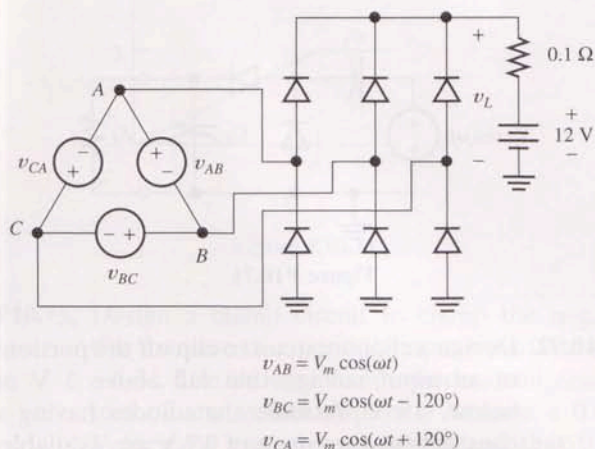 A
v_CA
v_AB
C
B
v_BC
v_L
+
−
0.1 Ω
+
12 V
−
v_AB = V_m cos(ωt)
v_BC = V_m cos(ωt − 120°)
v_CA = V_m cos(ωt + 120°)